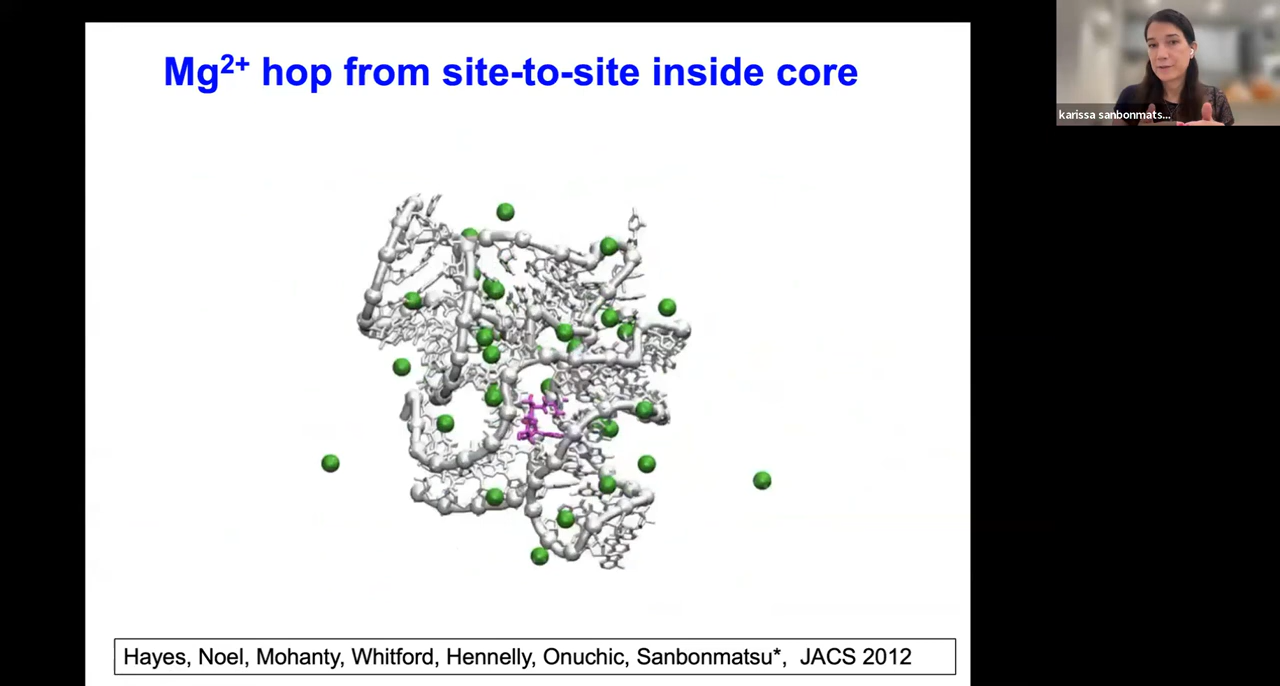 Mg²⁺ hop from site-to-site inside core
karissa sanbonmats...
Hayes, Noel, Mohanty, Whitford, Hennelly, Onuchic, Sanbonmatsu*, JACS 2012